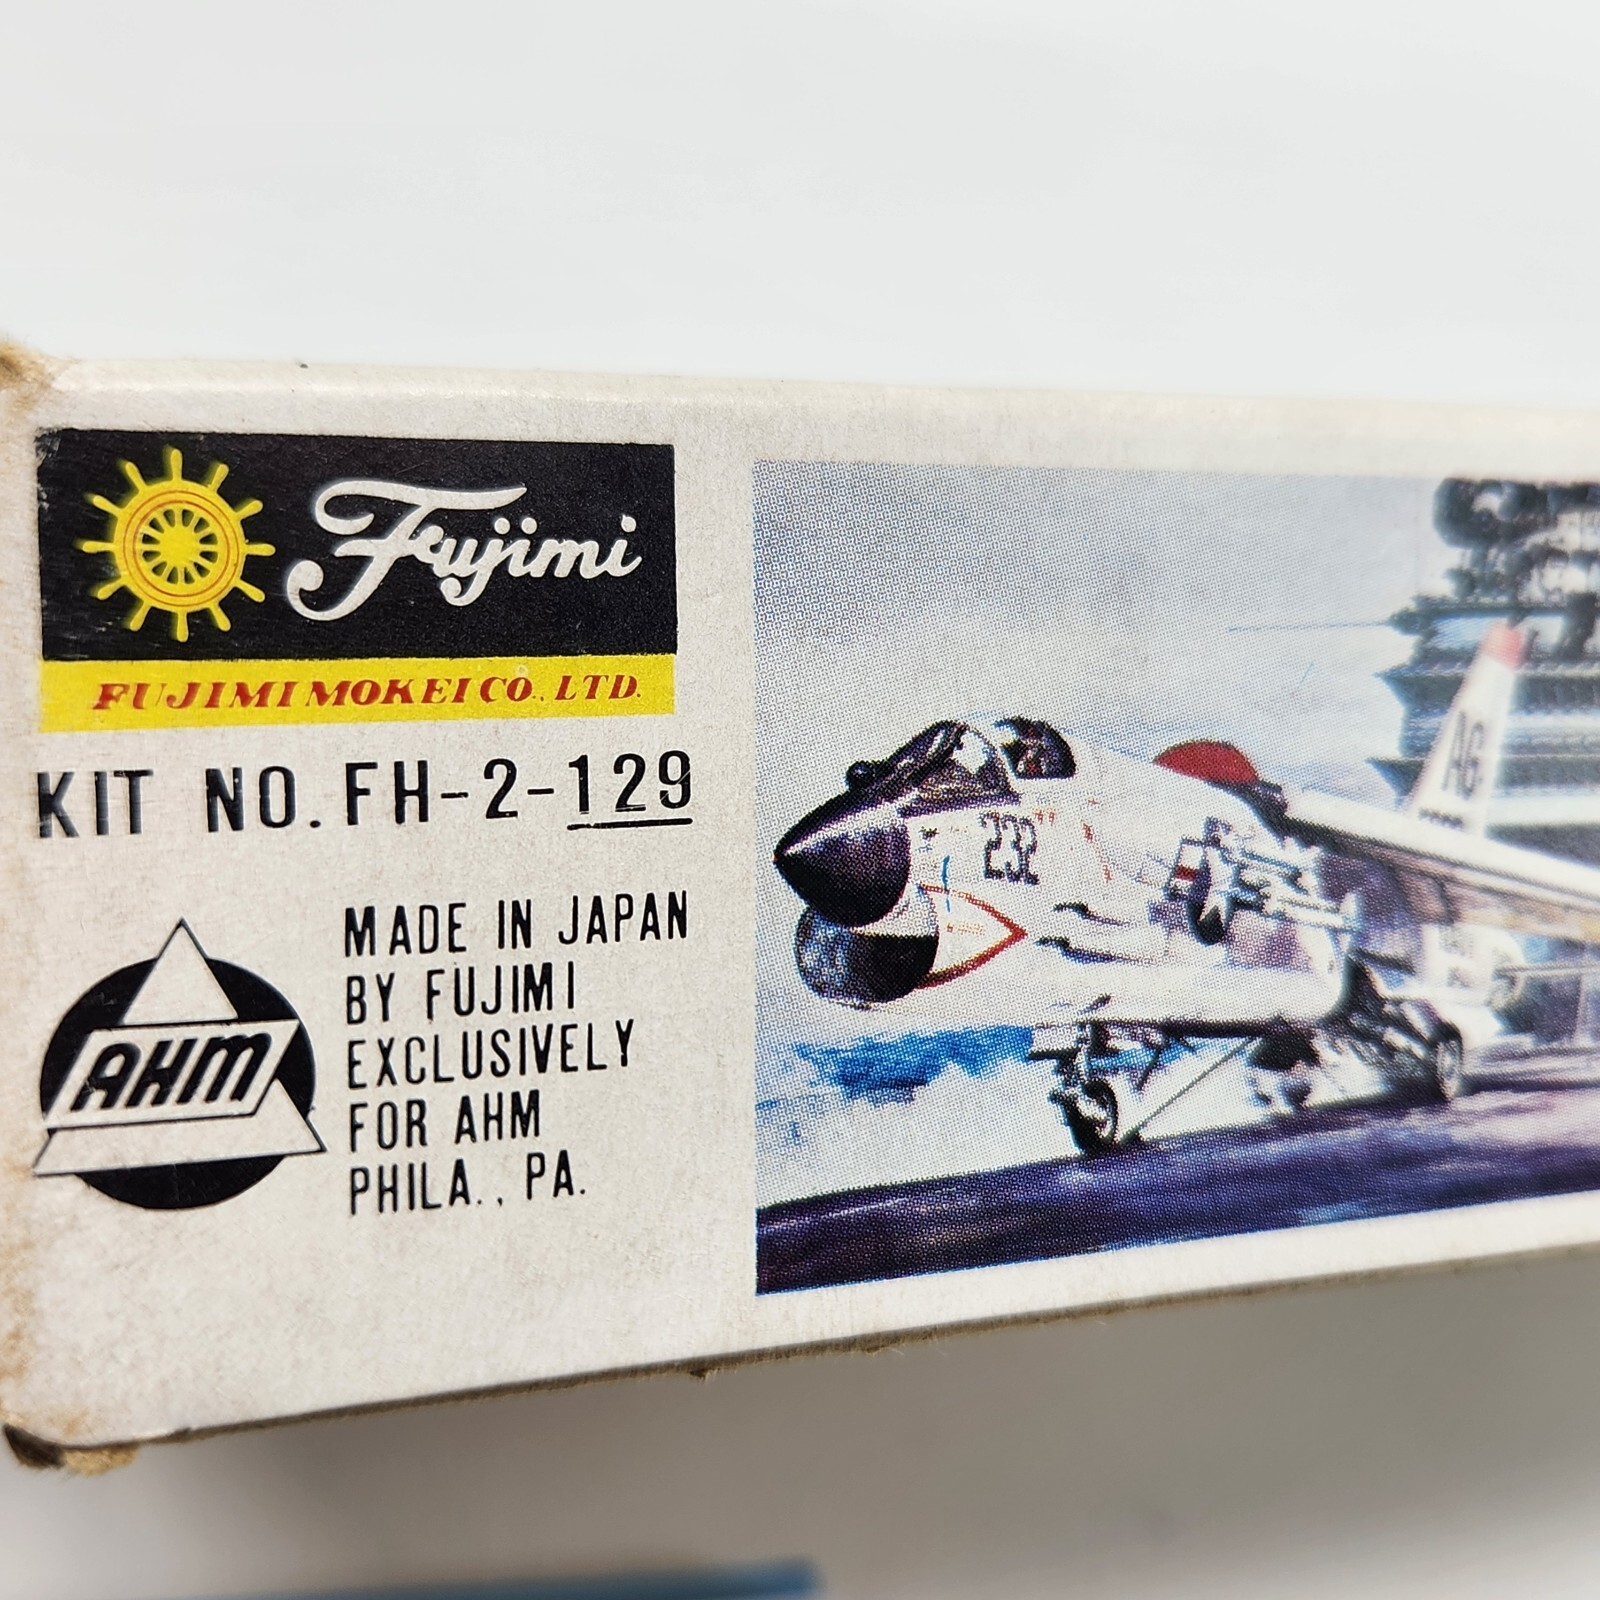 Fujimi
FUJIMI MOKEI CO., LTD.
KIT NO. FH-2-129
AHM
MADE IN JAPAN
BY FUJIMI
EXCLUSIVELY
FOR AHM
PHILA., PA.
232
AG